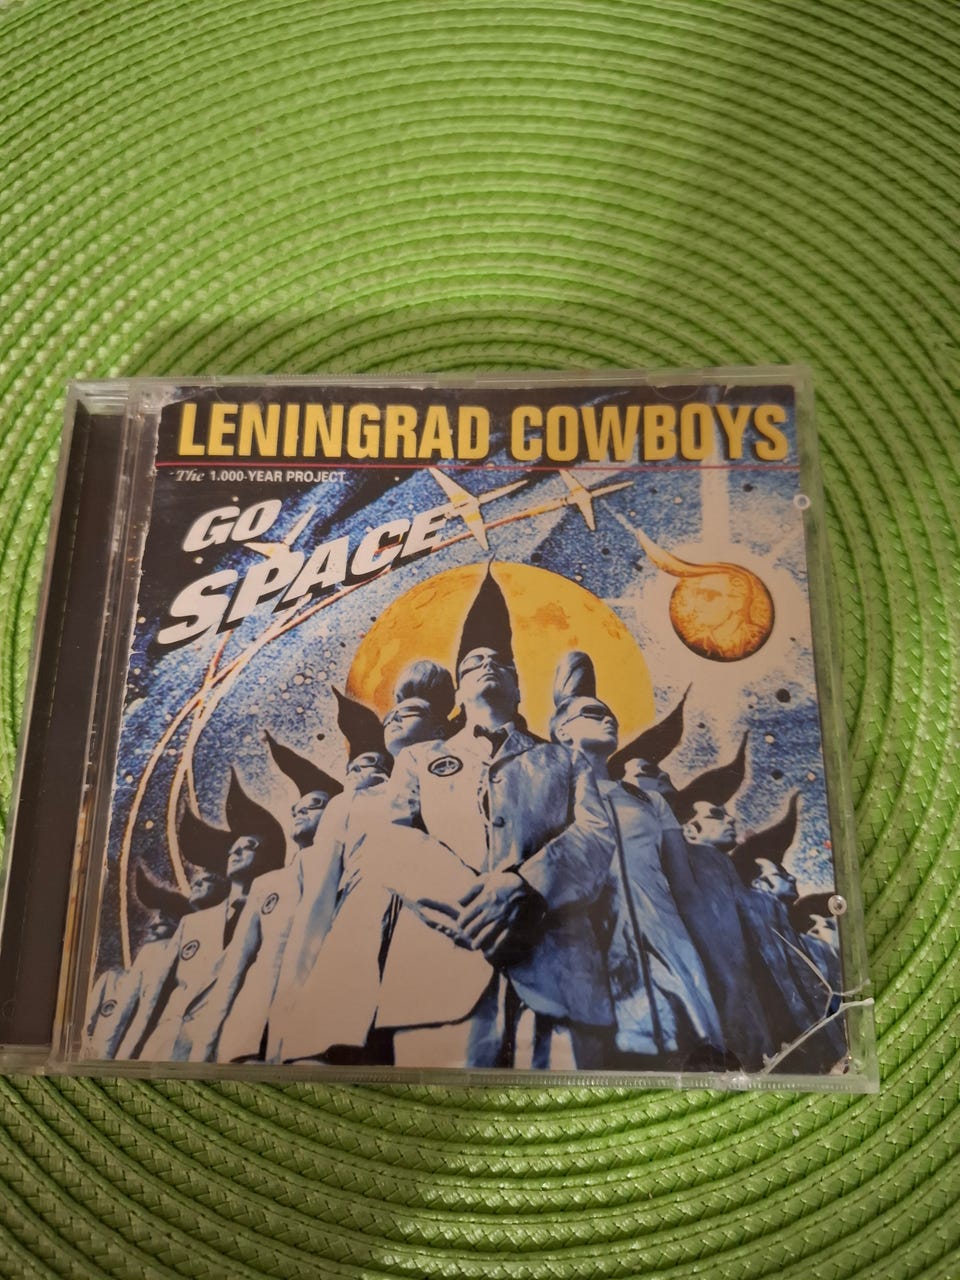 LENINGRAD COWBOYS
The 1.000-YEAR PROJECT
GO
SPACE